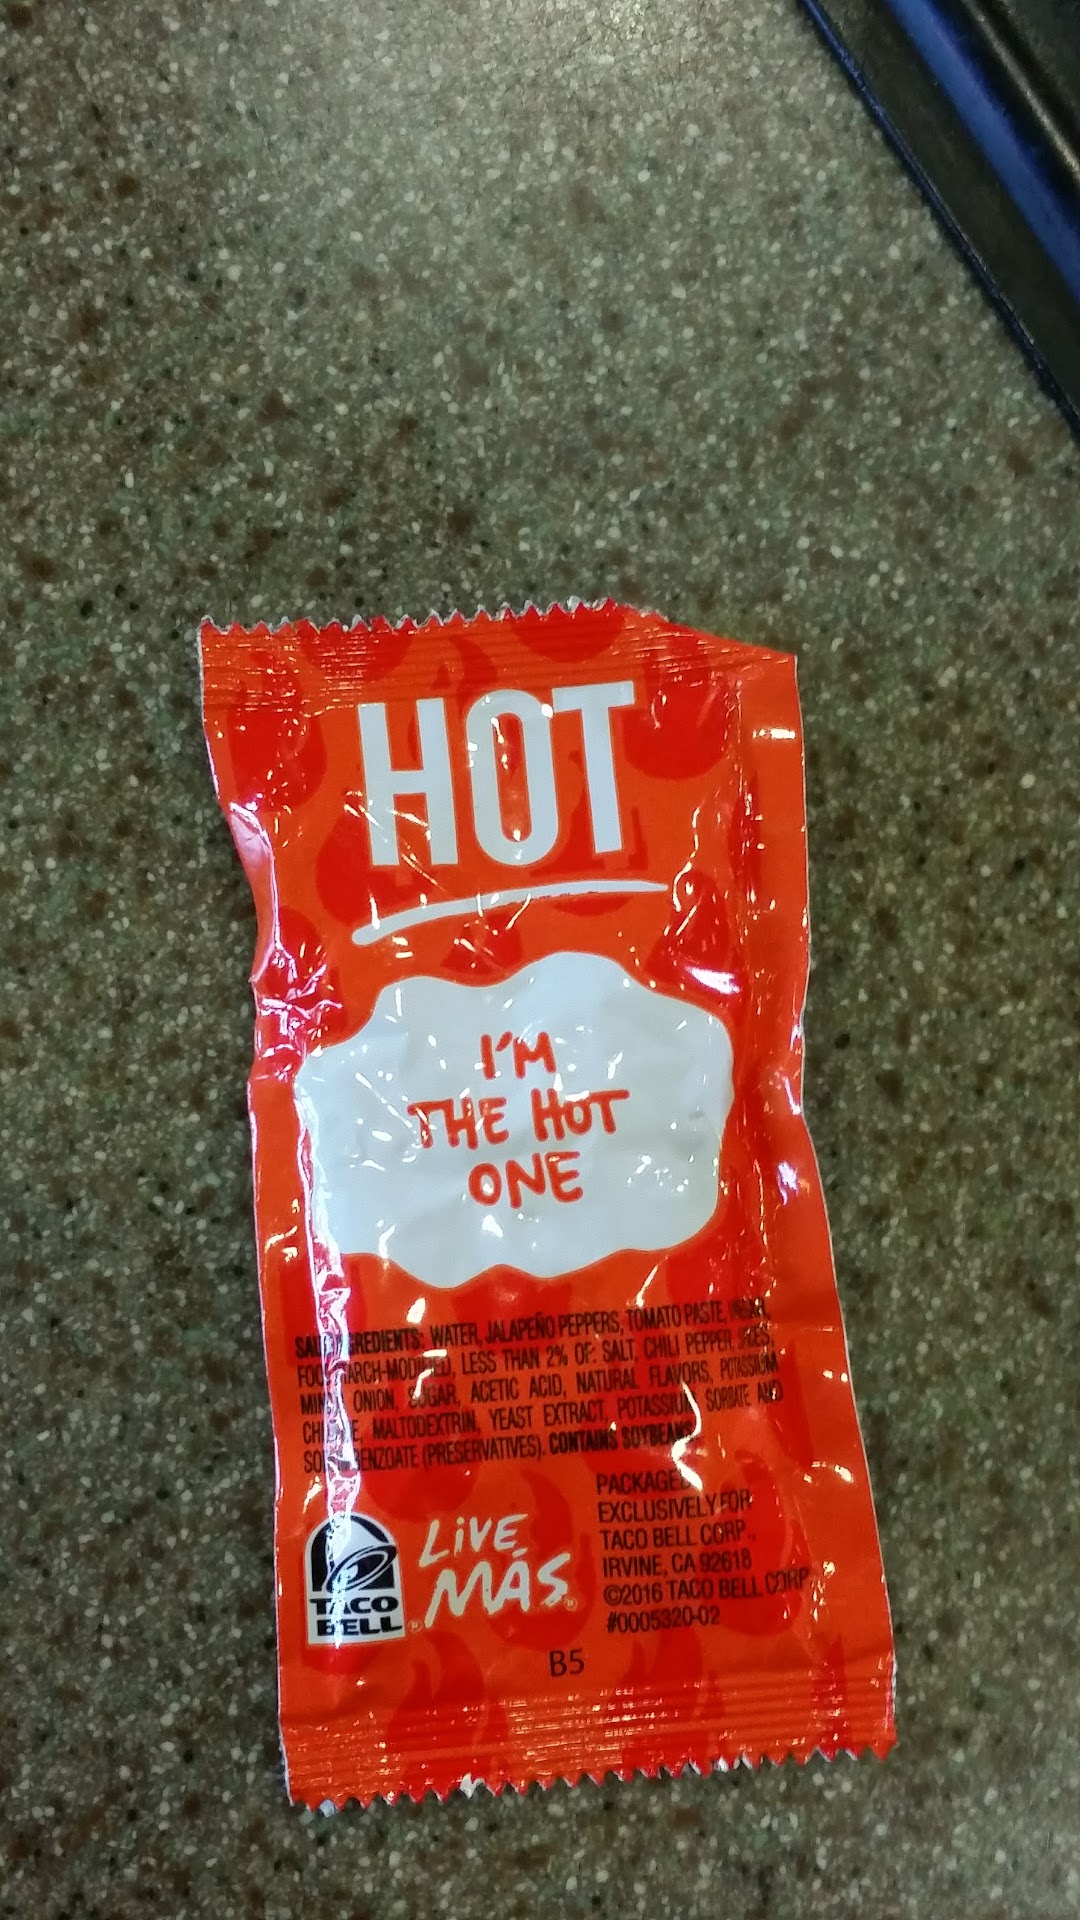 HOT
I'M
THE HOT
ONE
INGREDIENTS: WATER, JALAPEÑO PEPPERS, TOMATO PASTE,
LESS THAN 2% OF: SALT, CHILI PEPPER,
ONION, SUGAR, ACETIC ACID, NATURAL FLAVORS, POTASSIUM
MALTODEXTRIN, YEAST EXTRACT, POTASSIUM SORBATE AND
BENZOATE (PRESERVATIVES). CONTAINS SOYBEANS
LIVE
MÁS
TACO
BELL
PACKAGED
EXCLUSIVELY FOR
TACO BELL CORP.
IRVINE, CA 92618
©2016 TACO BELL CORP.
#0005320-02
B5